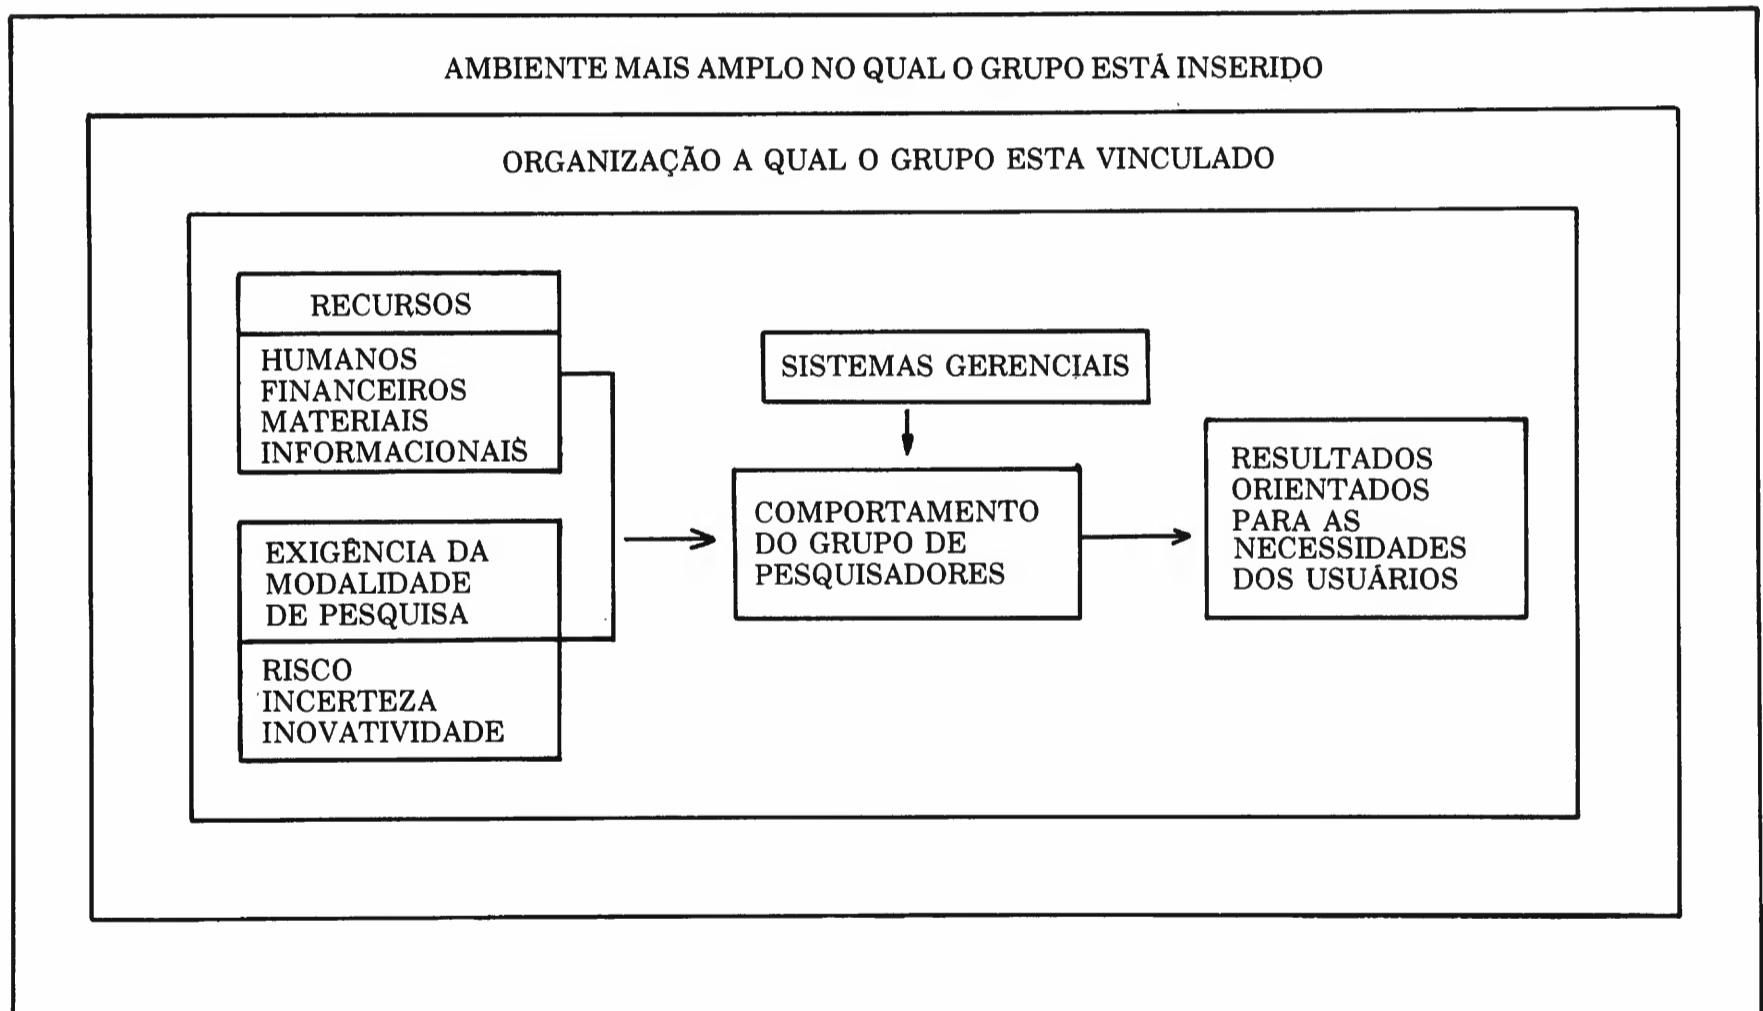 AMBIENTE MAIS AMPLO NO QUAL O GRUPO ESTÁ INSERIDO
ORGANIZAÇÃO A QUAL O GRUPO ESTA VINCULADO
RECURSOS
HUMANOS
FINANCEIROS
MATERIAIS
INFORMACIONAIS
EXIGÊNCIA DA
MODALIDADE
DE PESQUISA
RISCO
INCERTEZA
INOVATIVIDADE
SISTEMAS GERENCIAIS
COMPORTAMENTO
DO GRUPO DE
PESQUISADORES
RESULTADOS
ORIENTADOS
PARA AS
NECESSIDADES
DOS USUÁRIOS